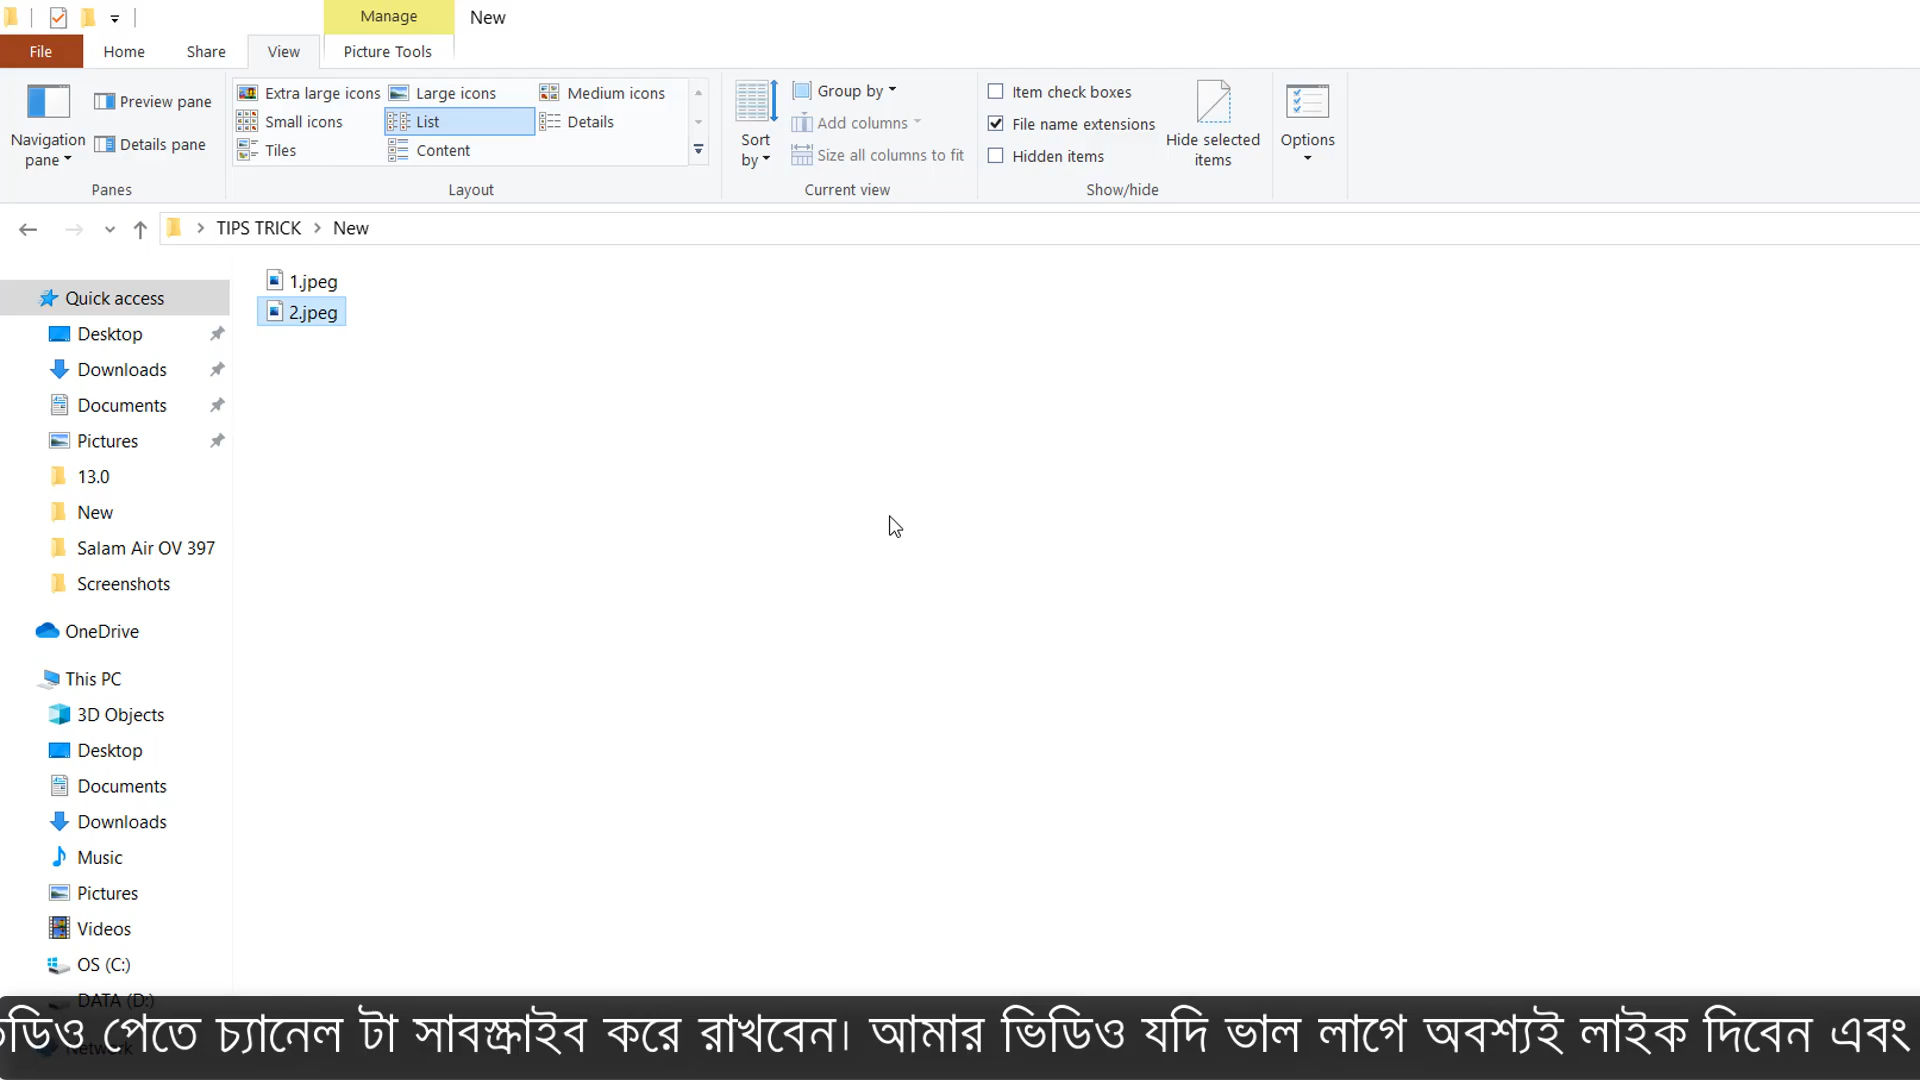 Manage
New
File
Home
Share
View
Picture Tools
Navigation pane
Preview pane
Details pane
Panes
Extra large icons
Large icons
Medium icons
Small icons
List
Details
Tiles
Content
Layout
Sort by
Group by
Add columns
Size all columns to fit
Current view
Item check boxes
File name extensions
Hidden items
Hide selected items
Show/hide
Options
TIPS TRICK
New
1.jpeg
2.jpeg
Quick access
Desktop
Downloads
Documents
Pictures
13.0
New
Salam Air OV 397
Screenshots
OneDrive
This PC
3D Objects
Desktop
Documents
Downloads
Music
Pictures
Videos
OS (C:)
DATA (D:)
Network
পেতে চ্যানেল টা সাবস্ক্রাইব করে রাখবেন। আমার ভিডিও যদি ভাল লাগে অবশ্যই লাইক দিবেন এবং